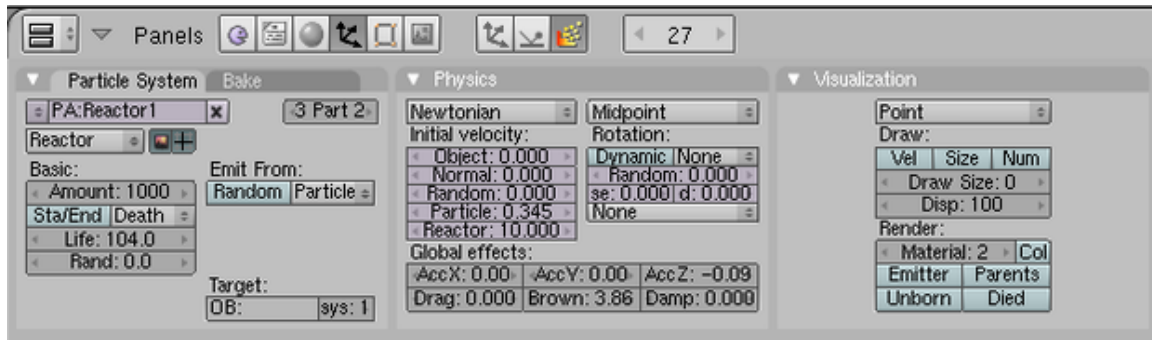 Panels 27
Particle System Bake
PA:Reactor1 3 Part 2
Reactor
Basic:
Amount: 1000
Sta/End Death
Life: 104.0
Rand: 0.0
Emit From:
Random Particle
Target:
OB: sys: 1
Physics
Newtonian Midpoint
Initial velocity:
Object: 0.000
Normal: 0.000
Random: 0.000
Particle: 0.345
Reactor: 10.000
Rotation:
Dynamic None
Random: 0.000
se: 0.000 d: 0.000
None
Global effects:
AccX: 0.00 AccY: 0.00 AccZ: -0.09
Drag: 0.000 Brown: 3.86 Damp: 0.000
Visualization
Point
Draw:
Vel Size Num
Draw Size: 0
Disp: 100
Render:
Material: 2 Col
Emitter Parents
Unborn Died